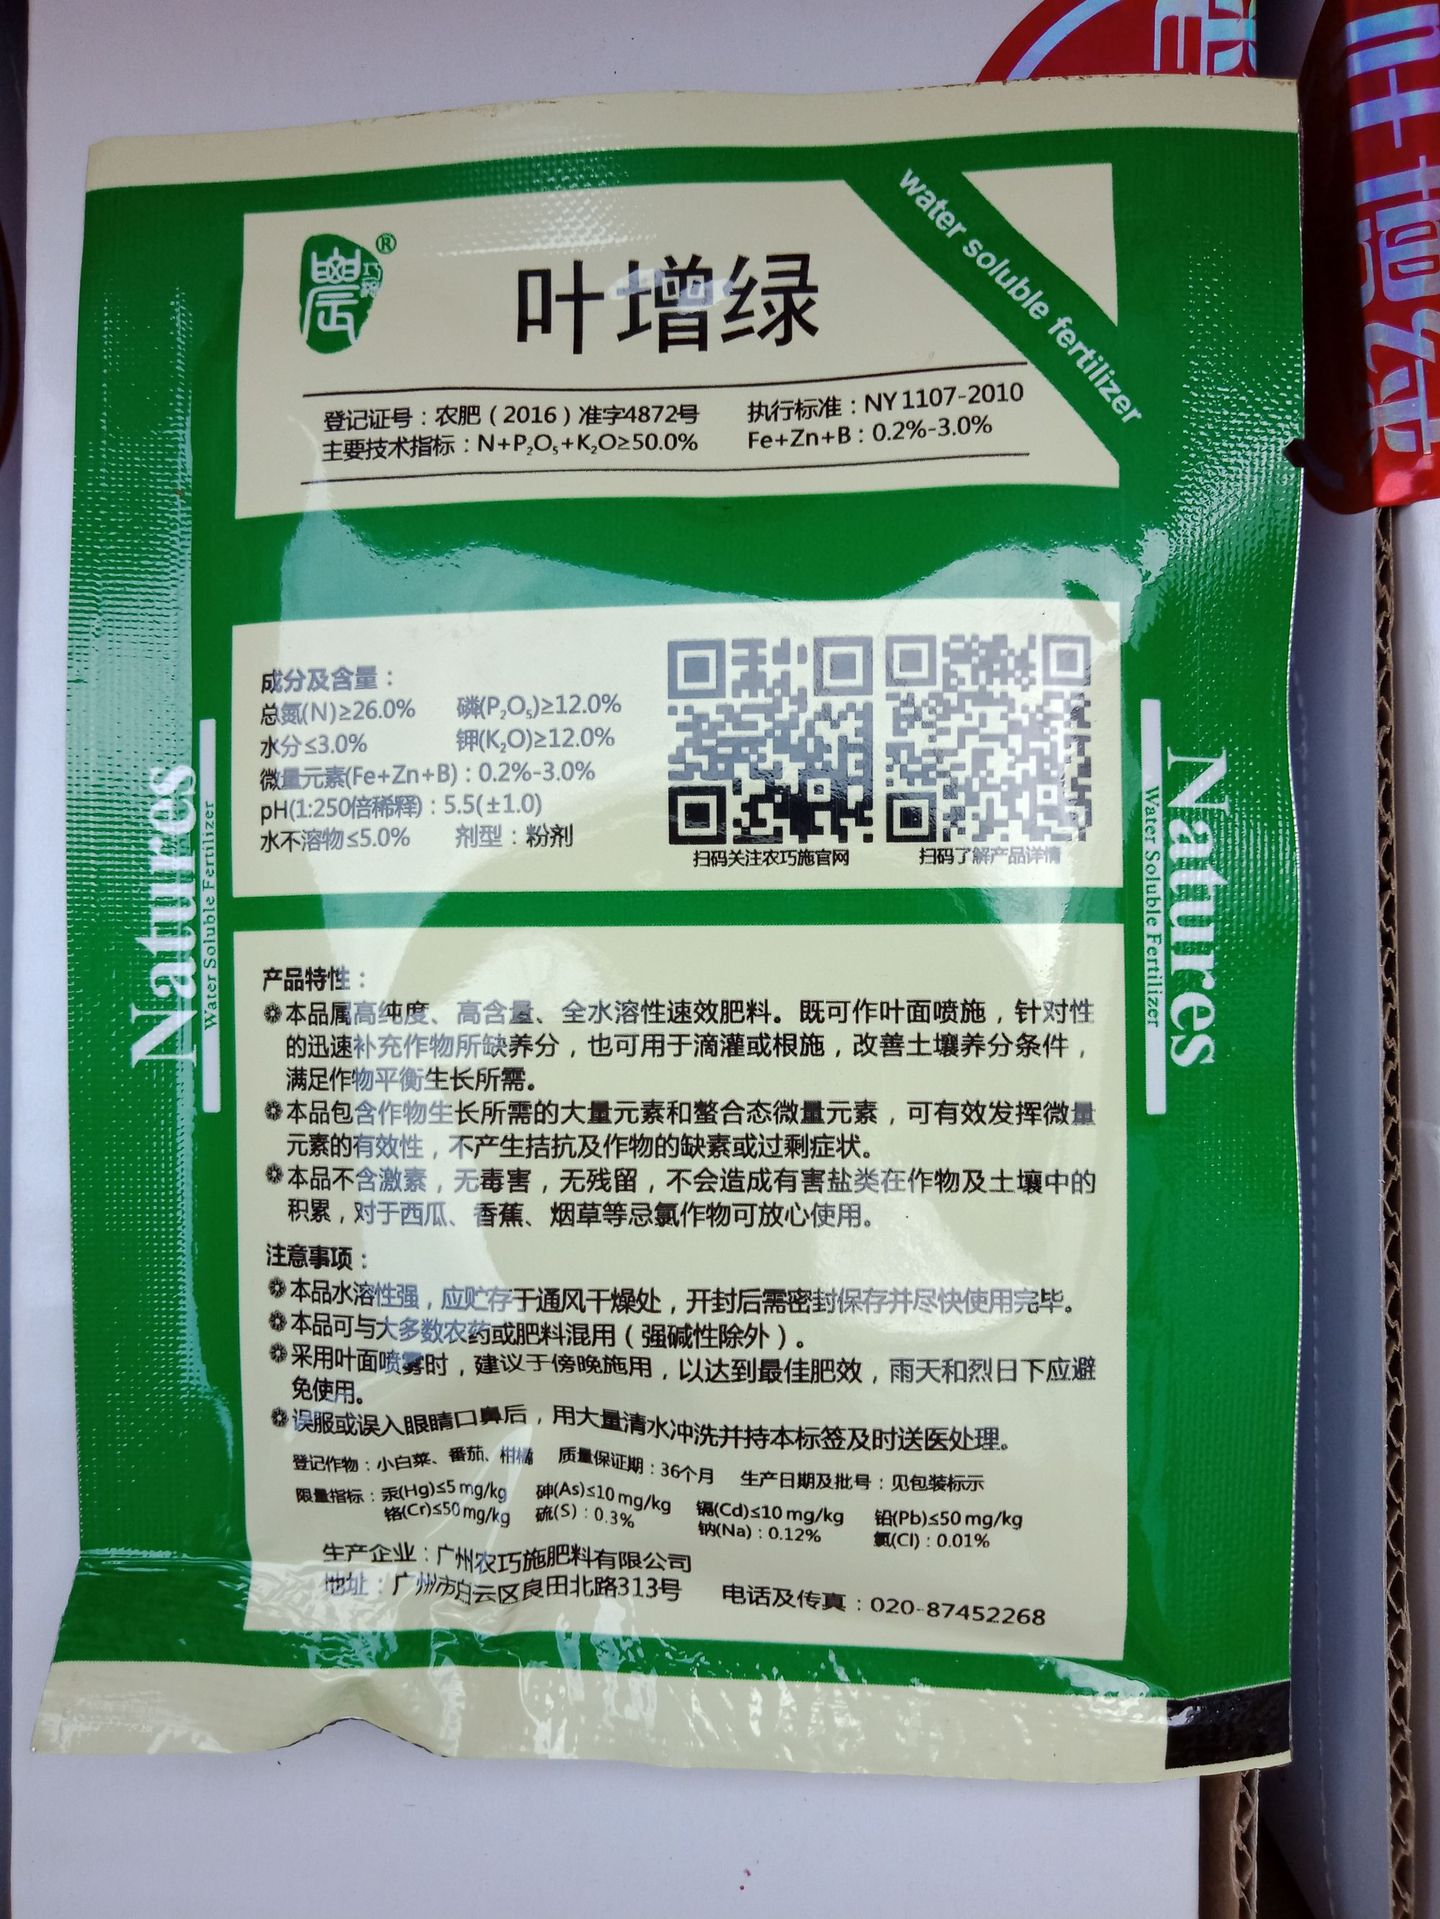 農
巧施
®
叶增绿
water soluble fertilizer
登记证号：农肥（2016）准字4872号 执行标准：NY1107-2010
主要技术指标：N+P₂O₅+K₂O≥50.0% Fe+Zn+B：0.2%-3.0%
成分及含量：
总氮(N)≥26.0% 磷(P₂O₅)≥12.0%
水分≤3.0% 钾(K₂O)≥12.0%
微量元素(Fe+Zn+B)：0.2%-3.0%
pH(1:250倍稀释)：5.5(±1.0)
水不溶物≤5.0% 剂型：粉剂
扫码关注农巧施官网 扫码了解产品详情
Natures
Water Soluble Fertilizer
Natures
Water Soluble Fertilizer
产品特性：
本品属高纯度、高含量、全水溶性速效肥料。既可作叶面喷施，针对性
的迅速补充作物所缺养分，也可用于滴灌或根施，改善土壤养分条件，
满足作物平衡生长所需。
本品包含作物生长所需的大量元素和螯合态微量元素，可有效发挥微量
元素的有效性，不产生拮抗及作物的缺素或过剩症状。
本品不含激素，无毒害，无残留，不会造成有害盐类在作物及土壤中的
积累，对于西瓜、香蕉、烟草等忌氯作物可放心使用。
注意事项：
本品水溶性强，应贮存于通风干燥处，开封后需密封保存并尽快使用完毕。
本品可与大多数农药或肥料混用（强碱性除外）。
采用叶面喷雾时，建议于傍晚施用，以达到最佳肥效，雨天和烈日下应避
免使用。
误服或误入眼睛口鼻后，用大量清水冲洗并持本标签及时送医处理。
登记作物：小白菜、番茄、柑橘 质量保证期：36个月 生产日期及批号：见包装标示
限量指标：汞(Hg)≤5mg/kg 砷(As)≤10mg/kg 镉(Cd)≤10mg/kg 铅(Pb)≤50mg/kg
铬(Cr)≤50mg/kg 硫(S)：0.3% 钠(Na)：0.12% 氯(Cl)：0.01%
生产企业：广州农巧施肥料有限公司
地址：广州市白云区良田北路313号 电话及传真：020-87452268
叶增绿